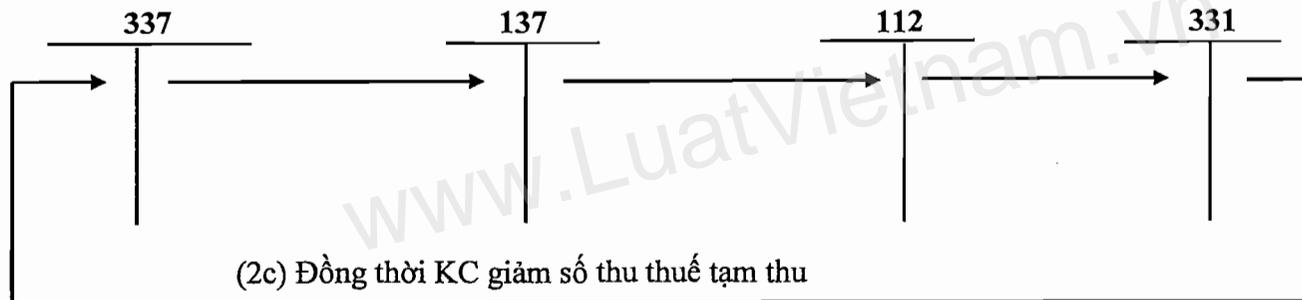 337 137 112 331
www.LuatVietnam.vn
(2c) Đồng thời KC giảm số thu thuế tạm thu